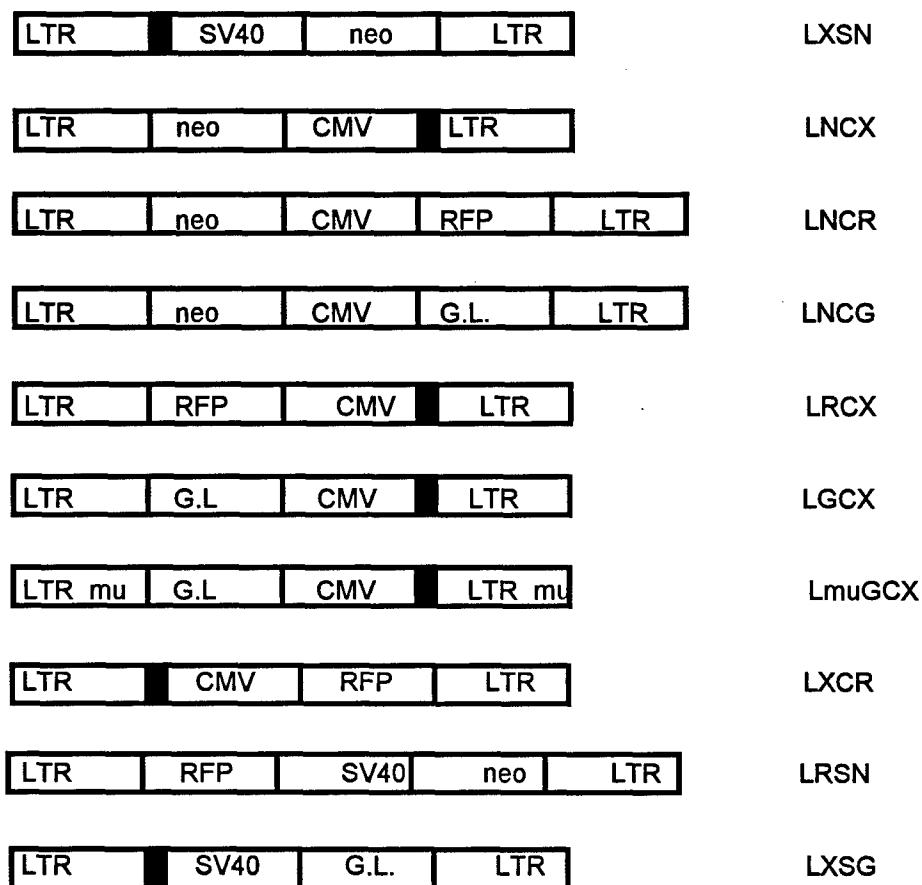 LTR SV40 neo LTR LXSN
LTR neo CMV LTR LNCX
LTR neo CMV RFP LTR LNCR
LTR neo CMV G.L. LTR LNCG
LTR RFP CMV LTR LRCX
LTR G.L CMV LTR LGCX
LTR mu G.L CMV LTR mu LmuGCX
LTR CMV RFP LTR LXCR
LTR RFP SV40 neo LTR LRSN
LTR SV40 G.L. LTR LXSG